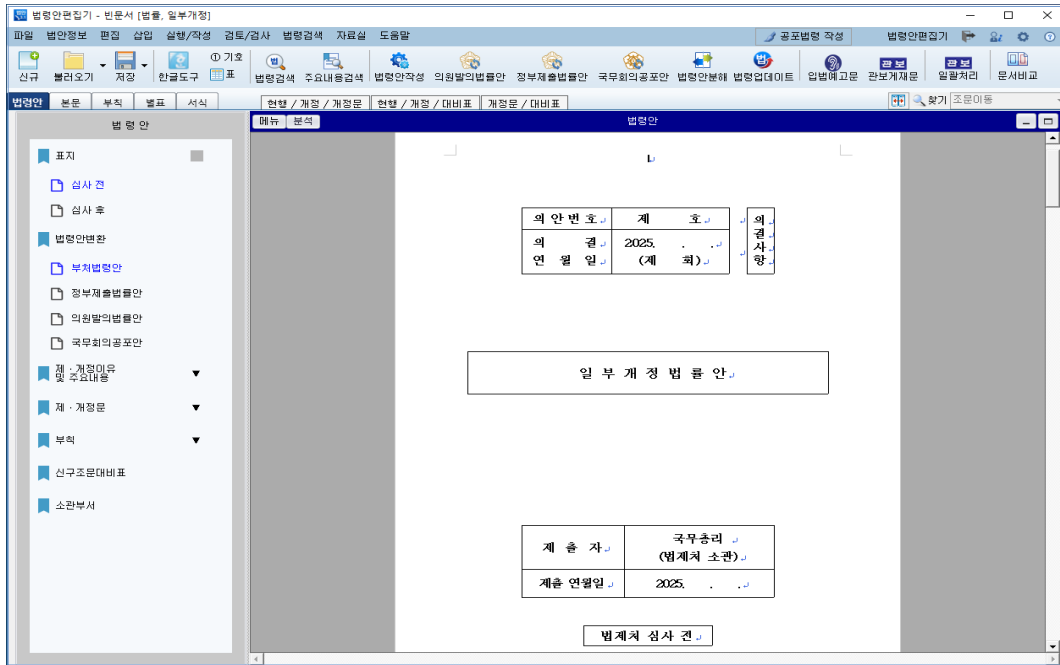 법령안편집기 - 빈문서 [법률, 일부개정]
파일 법안정보 편집 삽입 실행/작성 검토/검사 법령검색 자료실 도움말 공포법령 작성 법령안편집기
① 기호
표
신규 불러오기 저장 한글도구 법령검색 주요내용검색 법령안작성 의원발의법률안 정부제출법률안 국무회의공포안 법령안분해 법령업데이트 입법예고문 관보 관보게재문 관보 일괄처리 문서비교
법령안 본문 부칙 별표 서식 현행 / 개정 / 개정문 현행 / 개정 / 대비표 개정문 / 대비표 찾기 조문이동
법 령 안
메뉴 분석 법령안
표지
심사 전
심사 후
법령안변환
부처법령안
정부제출법률안
의원발의법률안
국무회의공포안
제ㆍ개정이유
및 주요내용
제ㆍ개정문
부칙
신구조문대비표
소관부서
의 안 번 호 제 호
의 결 2025. . .
연 월 일 (제 회)
의
결
사
항
일 부 개 정 법 률 안
제 출 자 국무총리
(법제처 소관)
제출 연월일 2025. . .
법제처 심사 전